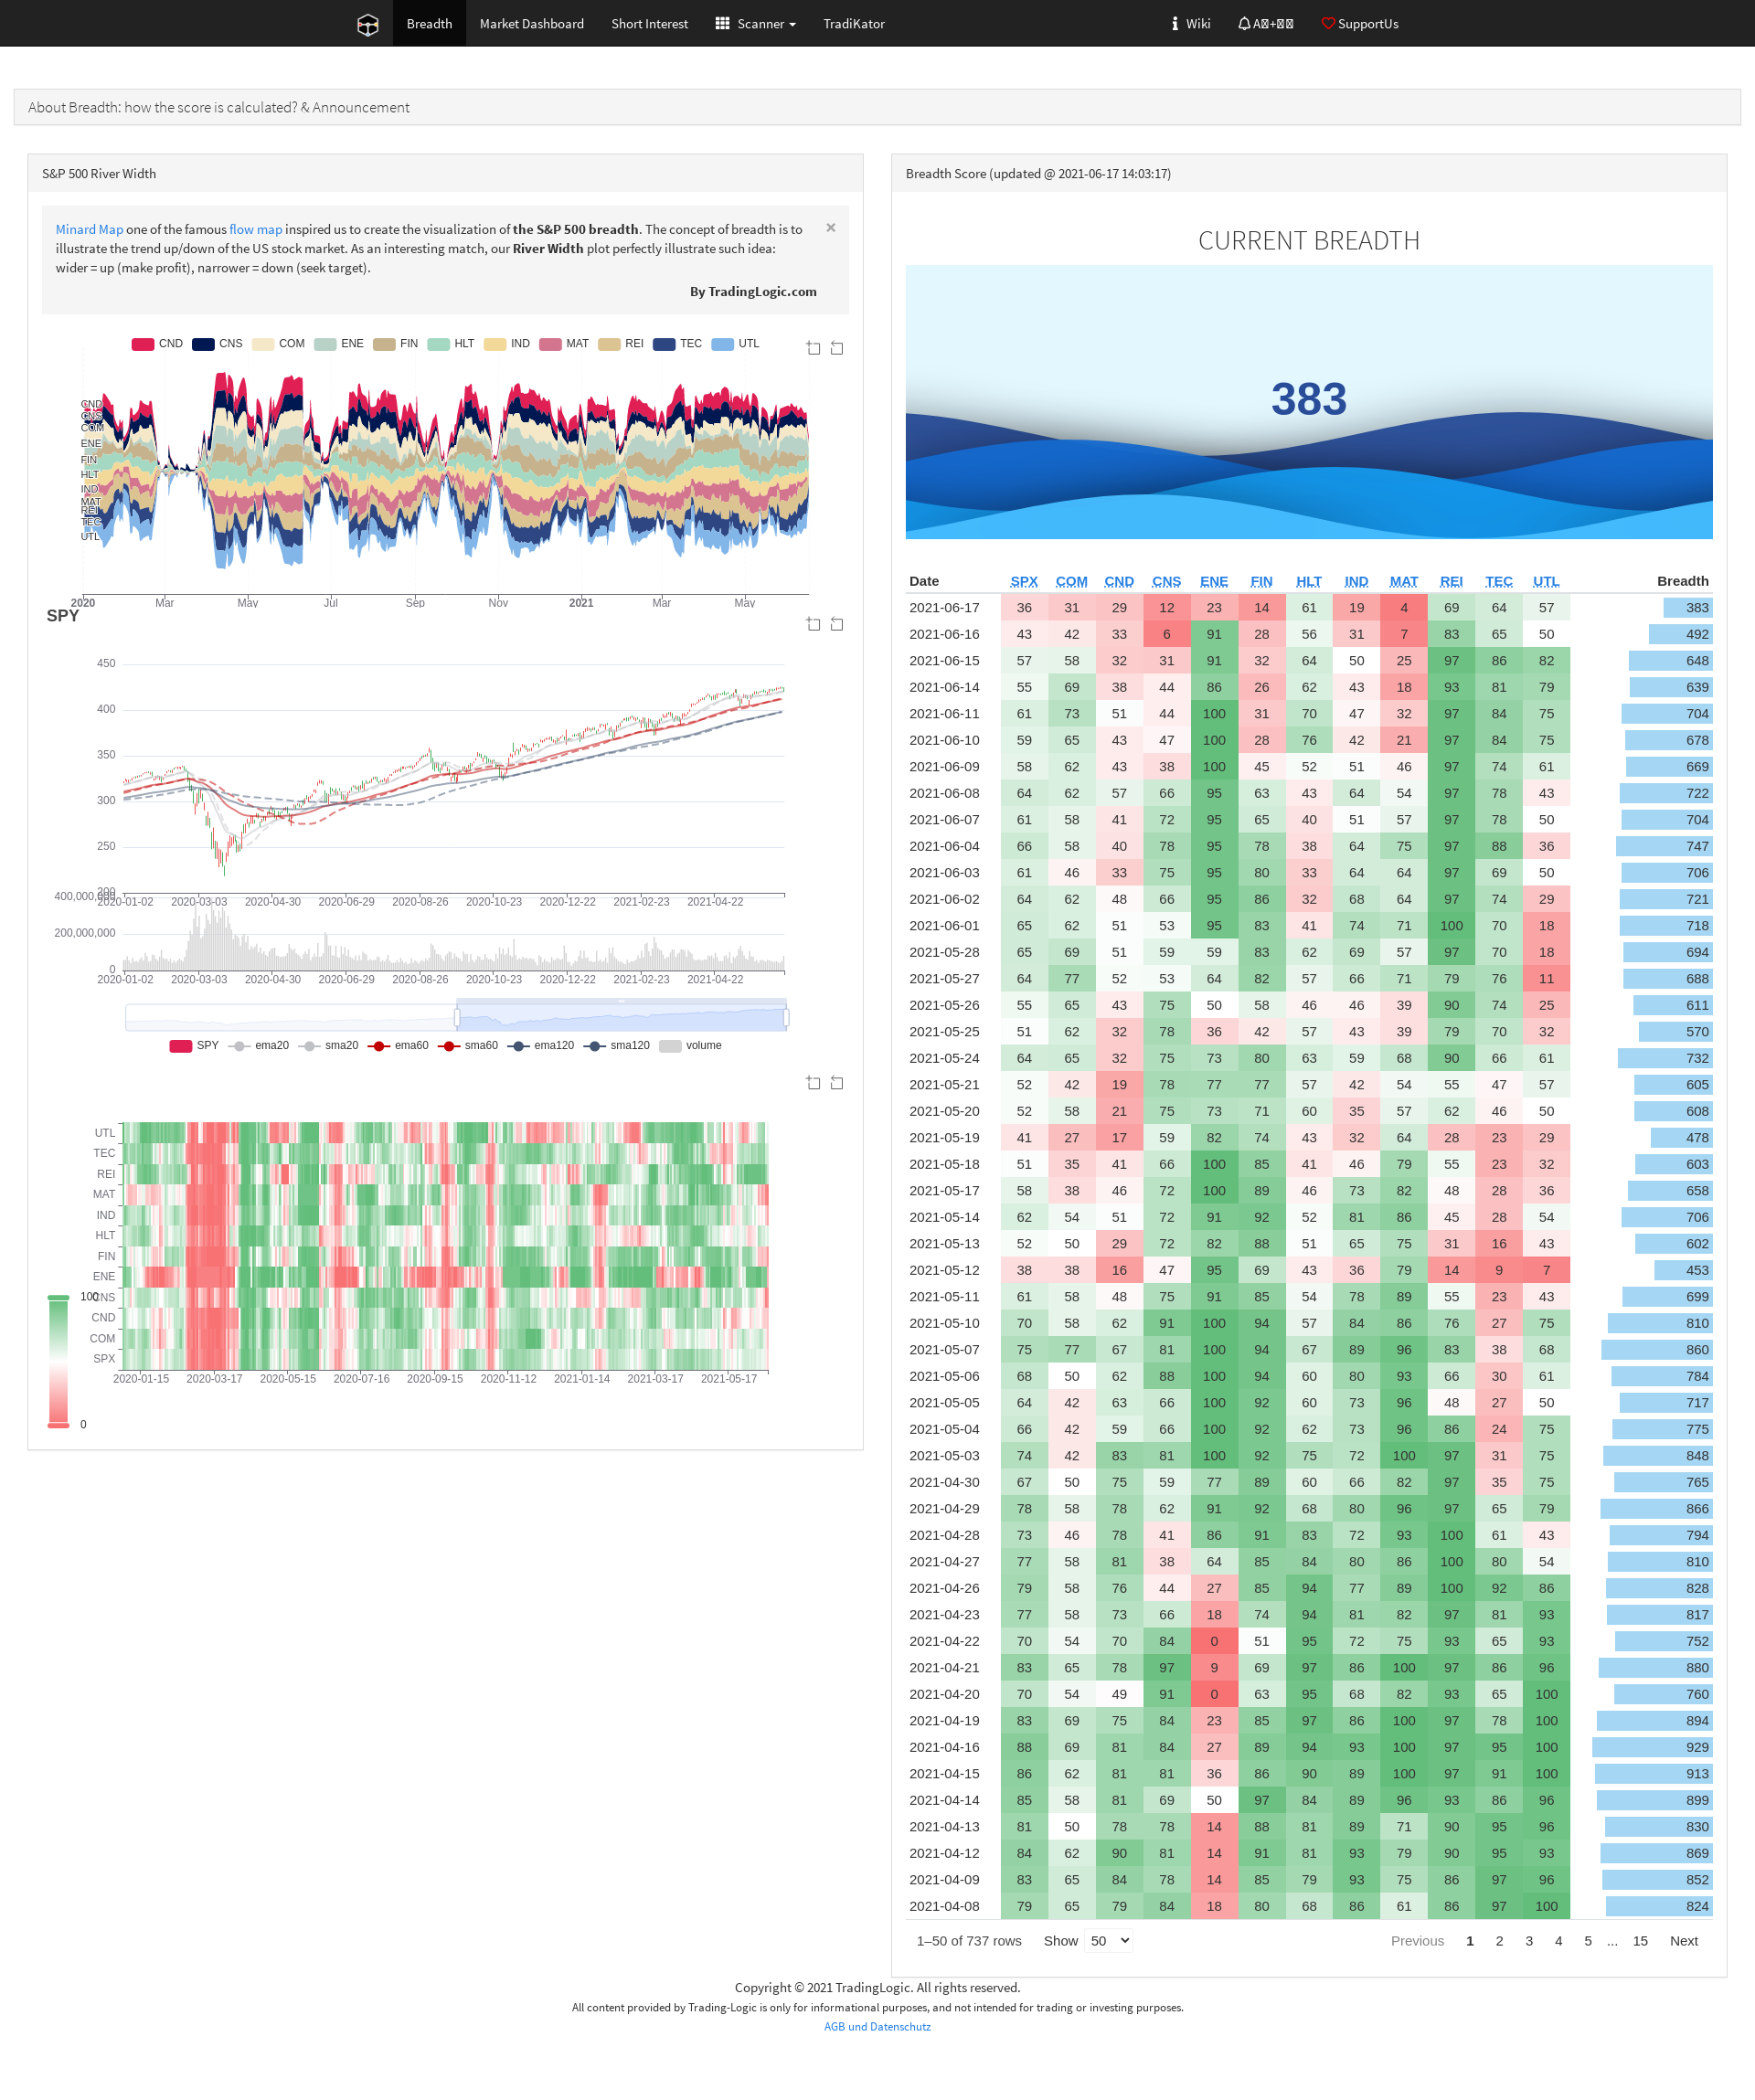 Breadth Market Dashboard Short Interest Scanner TradiKator Wiki SupportUs
About Breadth: how the score is calculated? & Announcement
S&P 500 River Width
Minard Map one of the famous flow map inspired us to create the visualization of the S&P 500 breadth. The concept of breadth is to
illustrate the trend up/down of the US stock market. As an interesting match, our River Width plot perfectly illustrate such idea:
wider = up (make profit), narrower = down (seek target).
×
By TradingLogic.com
CND CNS COM ENE FIN HLT IND MAT REI TEC UTL
CND
CNS
COM
ENE
FIN
HLT
IND
MAT
REI
TEC
UTL
2020 Mar May Jul Sep Nov 2021 Mar May
SPY
450
400
350
300
250
200
2020-01-02 2020-03-03 2020-04-30 2020-06-29 2020-08-26 2020-10-23 2020-12-22 2021-02-23 2021-04-22
400,000,000
200,000,000
0
2020-01-02 2020-03-03 2020-04-30 2020-06-29 2020-08-26 2020-10-23 2020-12-22 2021-02-23 2021-04-22
SPY ema20 sma20 ema60 sma60 ema120 sma120 volume
UTL
TEC
REI
MAT
IND
HLT
FIN
ENE
CNS
CND
COM
SPX
2020-01-15 2020-03-17 2020-05-15 2020-07-16 2020-09-15 2020-11-12 2021-01-14 2021-03-17 2021-05-17
100
0
Breadth Score (updated @ 2021-06-17 14:03:17)
CURRENT BREADTH
383
Date SPX COM CND CNS ENE FIN HLT IND MAT REI TEC UTL Breadth
2021-06-17 36 31 29 12 23 14 61 19 4 69 64 57 383
2021-06-16 43 42 33 6 91 28 56 31 7 83 65 50 492
2021-06-15 57 58 32 31 91 32 64 50 25 97 86 82 648
2021-06-14 55 69 38 44 86 26 62 43 18 93 81 79 639
2021-06-11 61 73 51 44 100 31 70 47 32 97 84 75 704
2021-06-10 59 65 43 47 100 28 76 42 21 97 84 75 678
2021-06-09 58 62 43 38 100 45 52 51 46 97 74 61 669
2021-06-08 64 62 57 66 95 63 43 64 54 97 78 43 722
2021-06-07 61 58 41 72 95 65 40 51 57 97 78 50 704
2021-06-04 66 58 40 78 95 78 38 64 75 97 88 36 747
2021-06-03 61 46 33 75 95 80 33 64 64 97 69 50 706
2021-06-02 64 62 48 66 95 86 32 68 64 97 74 29 721
2021-06-01 65 62 51 53 95 83 41 74 71 100 70 18 718
2021-05-28 65 69 51 59 59 83 62 69 57 97 70 18 694
2021-05-27 64 77 52 53 64 82 57 66 71 79 76 11 688
2021-05-26 55 65 43 75 50 58 46 46 39 90 74 25 611
2021-05-25 51 62 32 78 36 42 57 43 39 79 70 32 570
2021-05-24 64 65 32 75 73 80 63 59 68 90 66 61 732
2021-05-21 52 42 19 78 77 77 57 42 54 55 47 57 605
2021-05-20 52 58 21 75 73 71 60 35 57 62 46 50 608
2021-05-19 41 27 17 59 82 74 43 32 64 28 23 29 478
2021-05-18 51 35 41 66 100 85 41 46 79 55 23 32 603
2021-05-17 58 38 46 72 100 89 46 73 82 48 28 36 658
2021-05-14 62 54 51 72 91 92 52 81 86 45 28 54 706
2021-05-13 52 50 29 72 82 88 51 65 75 31 16 43 602
2021-05-12 38 38 16 47 95 69 43 36 79 14 9 7 453
2021-05-11 61 58 48 75 91 85 54 78 89 55 23 43 699
2021-05-10 70 58 62 91 100 94 57 84 86 76 27 75 810
2021-05-07 75 77 67 81 100 94 67 89 96 83 38 68 860
2021-05-06 68 50 62 88 100 94 60 80 93 66 30 61 784
2021-05-05 64 42 63 66 100 92 60 73 96 48 27 50 717
2021-05-04 66 42 59 66 100 92 62 73 96 86 24 75 775
2021-05-03 74 42 83 81 100 92 75 72 100 97 31 75 848
2021-04-30 67 50 75 59 77 89 60 66 82 97 35 75 765
2021-04-29 78 58 78 62 91 92 68 80 96 97 65 79 866
2021-04-28 73 46 78 41 86 91 83 72 93 100 61 43 794
2021-04-27 77 58 81 38 64 85 84 80 86 100 80 54 810
2021-04-26 79 58 76 44 27 85 94 77 89 100 92 86 828
2021-04-23 77 58 73 66 18 74 94 81 82 97 81 93 817
2021-04-22 70 54 70 84 0 51 95 72 75 93 65 93 752
2021-04-21 83 65 78 97 9 69 97 86 100 97 86 96 880
2021-04-20 70 54 49 91 0 63 95 68 82 93 65 100 760
2021-04-19 83 69 75 84 23 85 97 86 100 97 78 100 894
2021-04-16 88 69 81 84 27 89 94 93 100 97 95 100 929
2021-04-15 86 62 81 81 36 86 90 89 100 97 91 100 913
2021-04-14 85 58 81 69 50 97 84 89 96 93 86 96 899
2021-04-13 81 50 78 78 14 88 81 89 71 90 95 96 830
2021-04-12 84 62 90 81 14 91 81 93 79 90 95 93 869
2021-04-09 83 65 84 78 14 85 79 93 75 86 97 96 852
2021-04-08 79 65 79 84 18 80 68 86 61 86 97 100 824
1–50 of 737 rows Show 50 Previous 1 2 3 4 5 ... 15 Next
Copyright © 2021 TradingLogic. All rights reserved.
All content provided by Trading-Logic is only for informational purposes, and not intended for trading or investing purposes.
AGB und Datenschutz